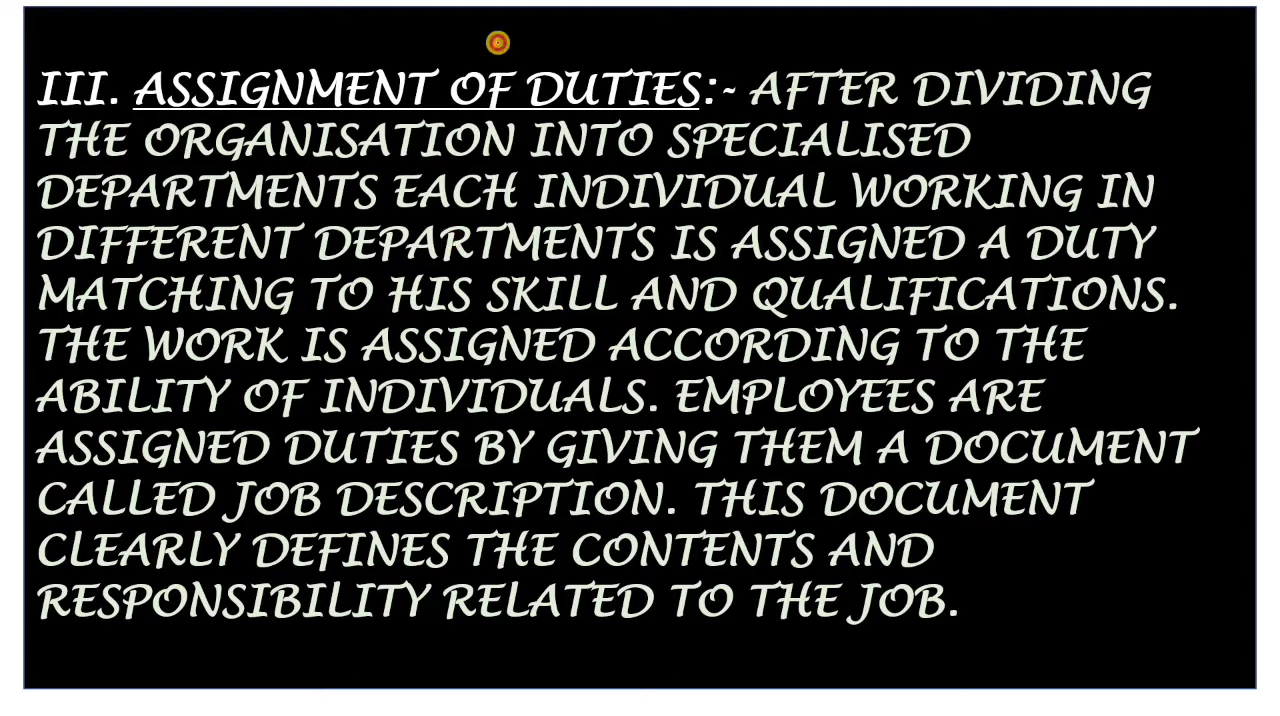 III. ASSIGNMENT OF DUTIES:- AFTER DIVIDING
THE ORGANISATION INTO SPECIALISED
DEPARTMENTS EACH INDIVIDUAL WORKING IN
DIFFERENT DEPARTMENTS IS ASSIGNED A DUTY
MATCHING TO HIS SKILL AND QUALIFICATIONS.
THE WORK IS ASSIGNED ACCORDING TO THE
ABILITY OF INDIVIDUALS. EMPLOYEES ARE
ASSIGNED DUTIES BY GIVING THEM A DOCUMENT
CALLED JOB DESCRIPTION. THIS DOCUMENT
CLEARLY DEFINES THE CONTENTS AND
RESPONSIBILITY RELATED TO THE JOB.